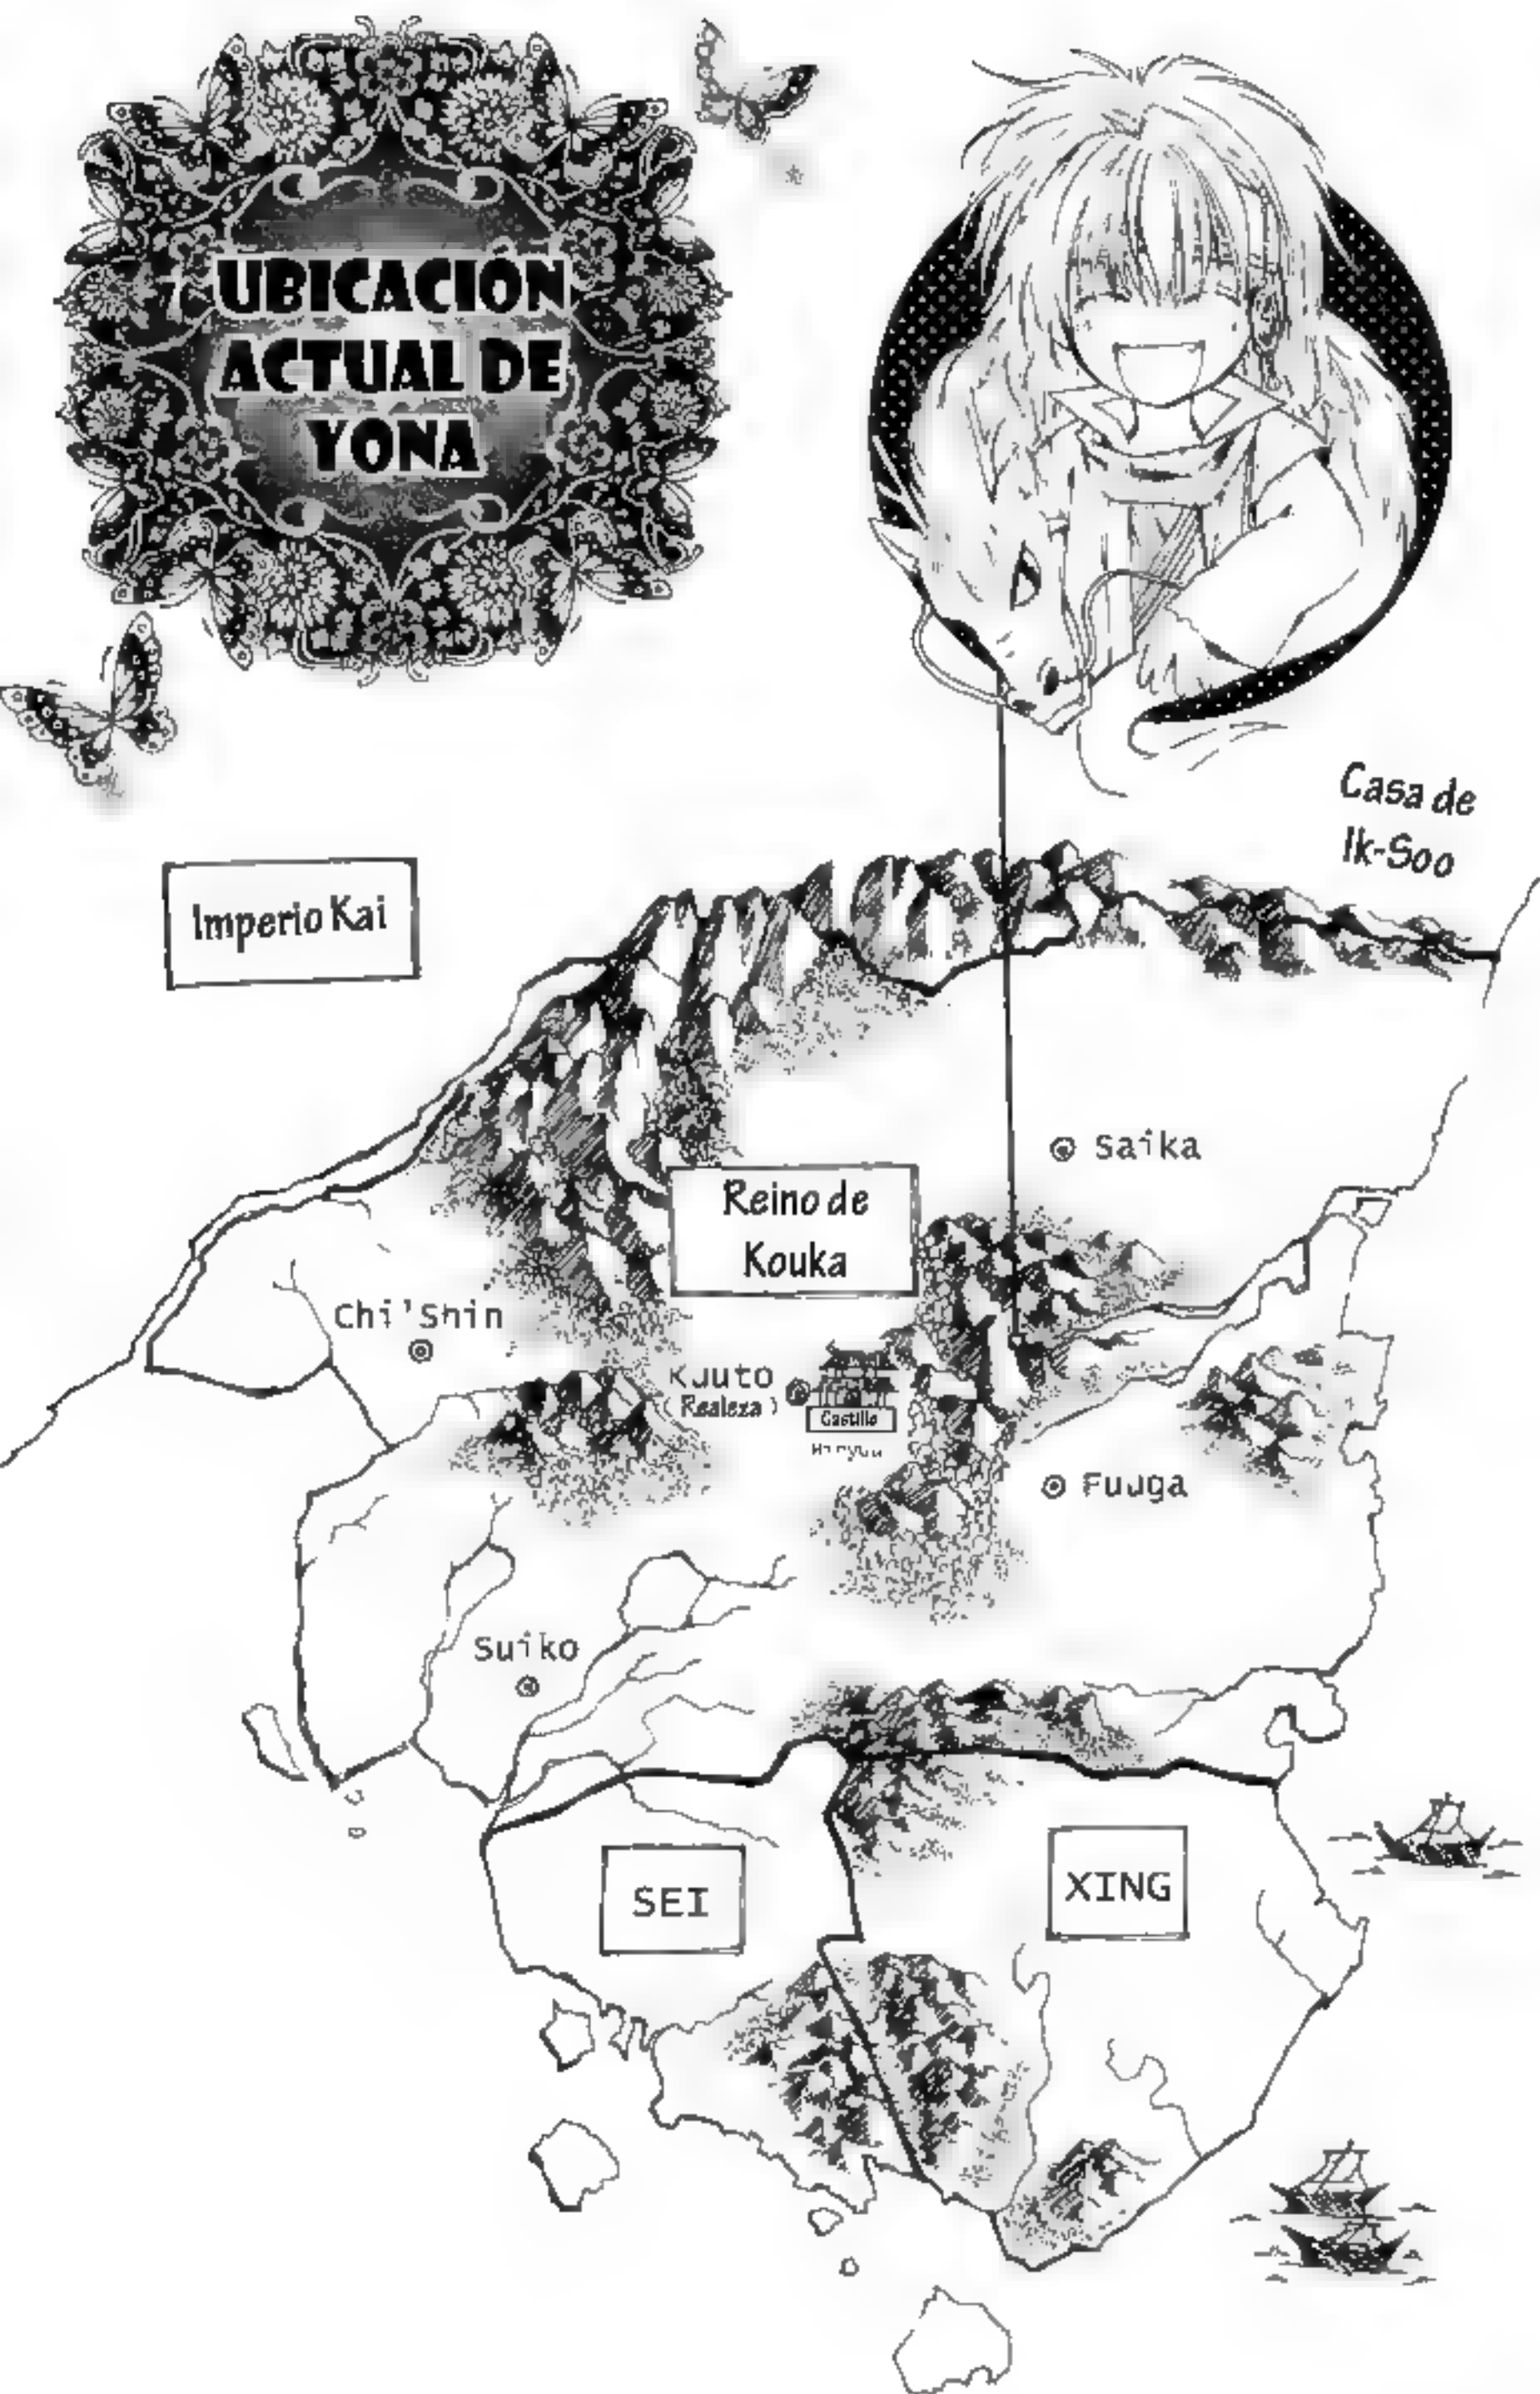 UBICACIÓN
ACTUAL DE
YONA
Casa de
Ik-Soo
Imperio Kai
Saika
Reino de
Kouka
Chi'Shin
Kuuto
(Realeza)
Castillo
Fuuga
Suiko
SEI
XING